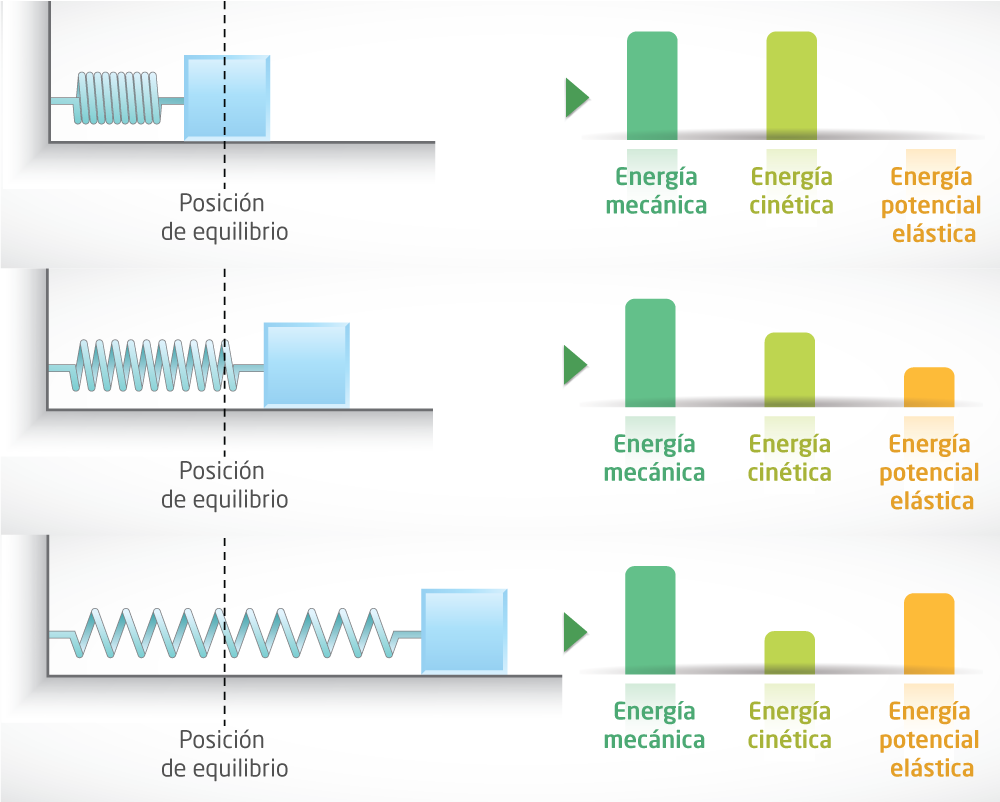 Posición
de equilibrio
Energía
mecánica
Energía
cinética
Energía
potencial
elástica
Posición
de equilibrio
Energía
mecánica
Energía
cinética
Energía
potencial
elástica
Posición
de equilibrio
Energía
mecánica
Energía
cinética
Energía
potencial
elástica